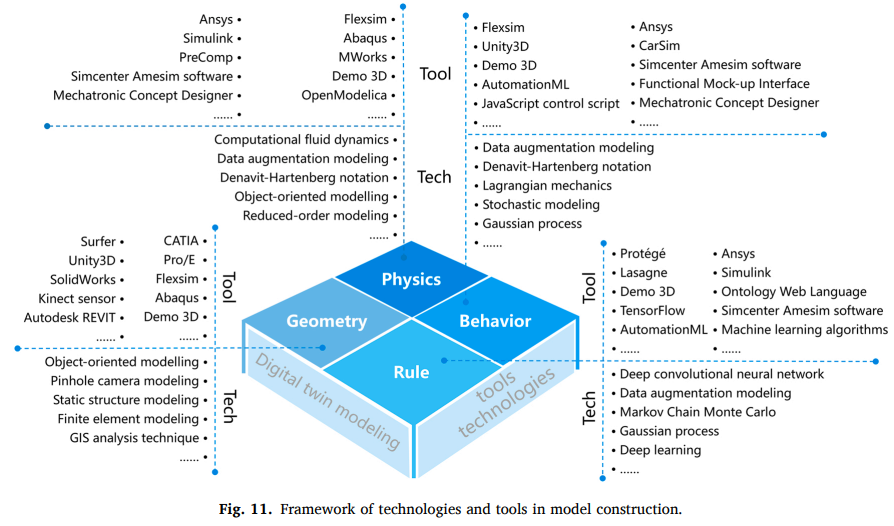 Ansys •
Simulink •
PreComp •
Simcenter Amesim software •
Mechatronic Concept Designer •
...... •
Flexsim •
Abaqus •
MWorks •
Demo 3D •
OpenModelica •
...... •
Tool
• Flexsim
• Unity3D
• Demo 3D
• AutomationML
• JavaScript control script
• ......
• Ansys
• CarSim
• Simcenter Amesim software
• Functional Mock-up Interface
• Mechatronic Concept Designer
• ......
Computational fluid dynamics •
Data augmentation modeling •
Denavit-Hartenberg notation •
Object-oriented modelling •
Reduced-order modeling •
...... •
Tech
• Data augmentation modeling
• Denavit-Hartenberg notation
• Lagrangian mechanics
• Stochastic modeling
• Gaussian process
• ......
Surfer •
Unity3D •
SolidWorks •
Kinect sensor •
Autodesk REVIT •
...... •
CATIA •
Pro/E •
Flexsim •
Abaqus •
Demo 3D •
...... •
Tool
Object-oriented modelling •
Pinhole camera modeling •
Static structure modeling •
Finite element modeling •
GIS analysis technique •
...... •
Tech
Physics
Geometry
Behavior
Rule
Digital twin modeling
tools
technologies
Tool
• Protégé
• Lasagne
• Demo 3D
• TensorFlow
• AutomationML
• ......
• Ansys
• Simulink
• Ontology Web Language
• Simcenter Amesim software
• Machine learning algorithms
• ......
Tech
• Deep convolutional neural network
• Data augmentation modeling
• Markov Chain Monte Carlo
• Gaussian process
• Deep learning
• ......
Fig. 11. Framework of technologies and tools in model construction.